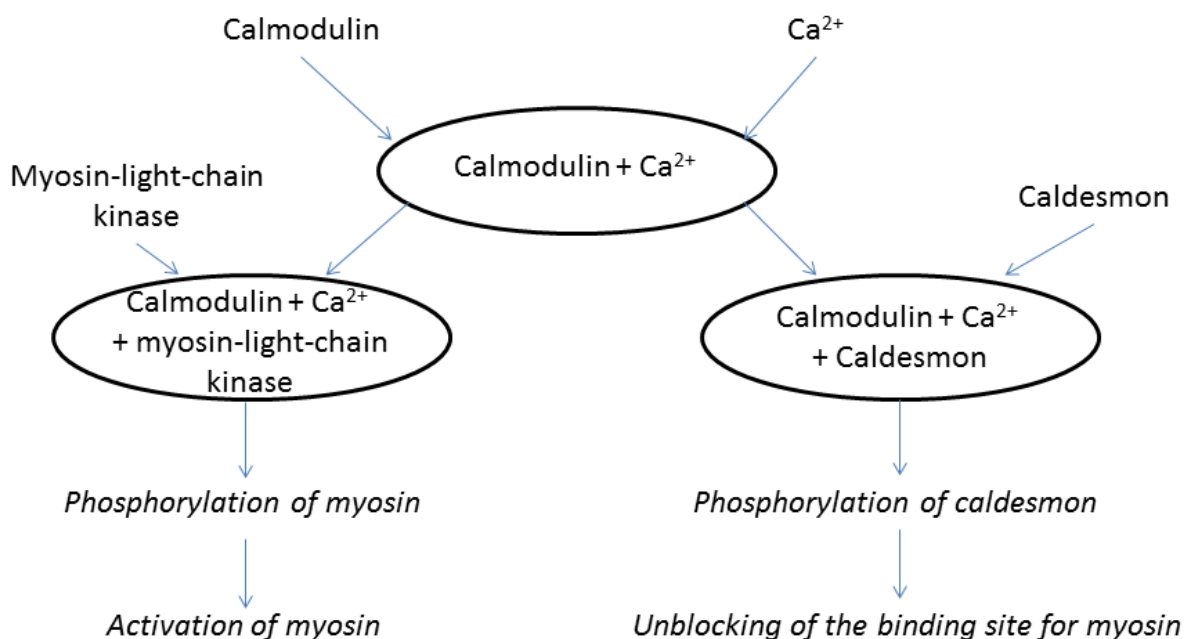 Calmodulin
Ca²⁺
Calmodulin + Ca²⁺
Myosin-light-chain
kinase
Caldesmon
Calmodulin + Ca²⁺
+ myosin-light-chain
kinase
Calmodulin + Ca²⁺
+ Caldesmon
Phosphorylation of myosin
Phosphorylation of caldesmon
Activation of myosin
Unblocking of the binding site for myosin